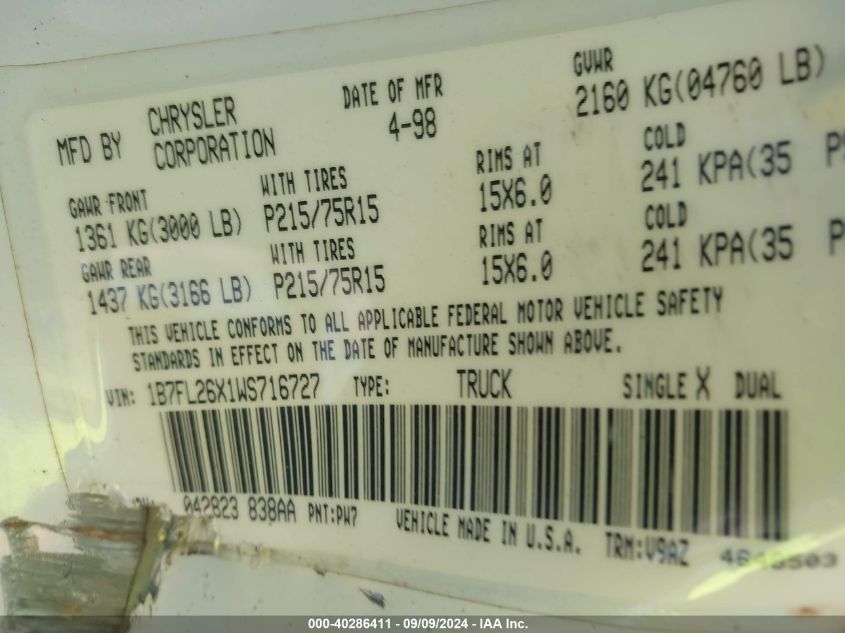 MFD BY CHRYSLER CORPORATION DATE OF MFR 4-98 GVWR 2160 KG(04760 LB)
GAWR FRONT WITH TIRES RIMS AT COLD
1361 KG(3000 LB) P215/75R15 15X6.0 241 KPA(35
GAWR REAR WITH TIRES RIMS AT COLD
1437 KG(3166 LB) P215/75R15 15X6.0 241 KPA(35
THIS VEHICLE CONFORMS TO ALL APPLICABLE FEDERAL MOTOR VEHICLE SAFETY
STANDARDS IN EFFECT ON THE DATE OF MANUFACTURE SHOWN ABOVE.
VIN: 1B7FL26X1WS716727 TYPE: TRUCK SINGLE X DUAL
042823 838AA PNT:PW7 VEHICLE MADE IN U.S.A. TRM:V9AZ
000-40286411 - 09/09/2024 - IAA Inc.